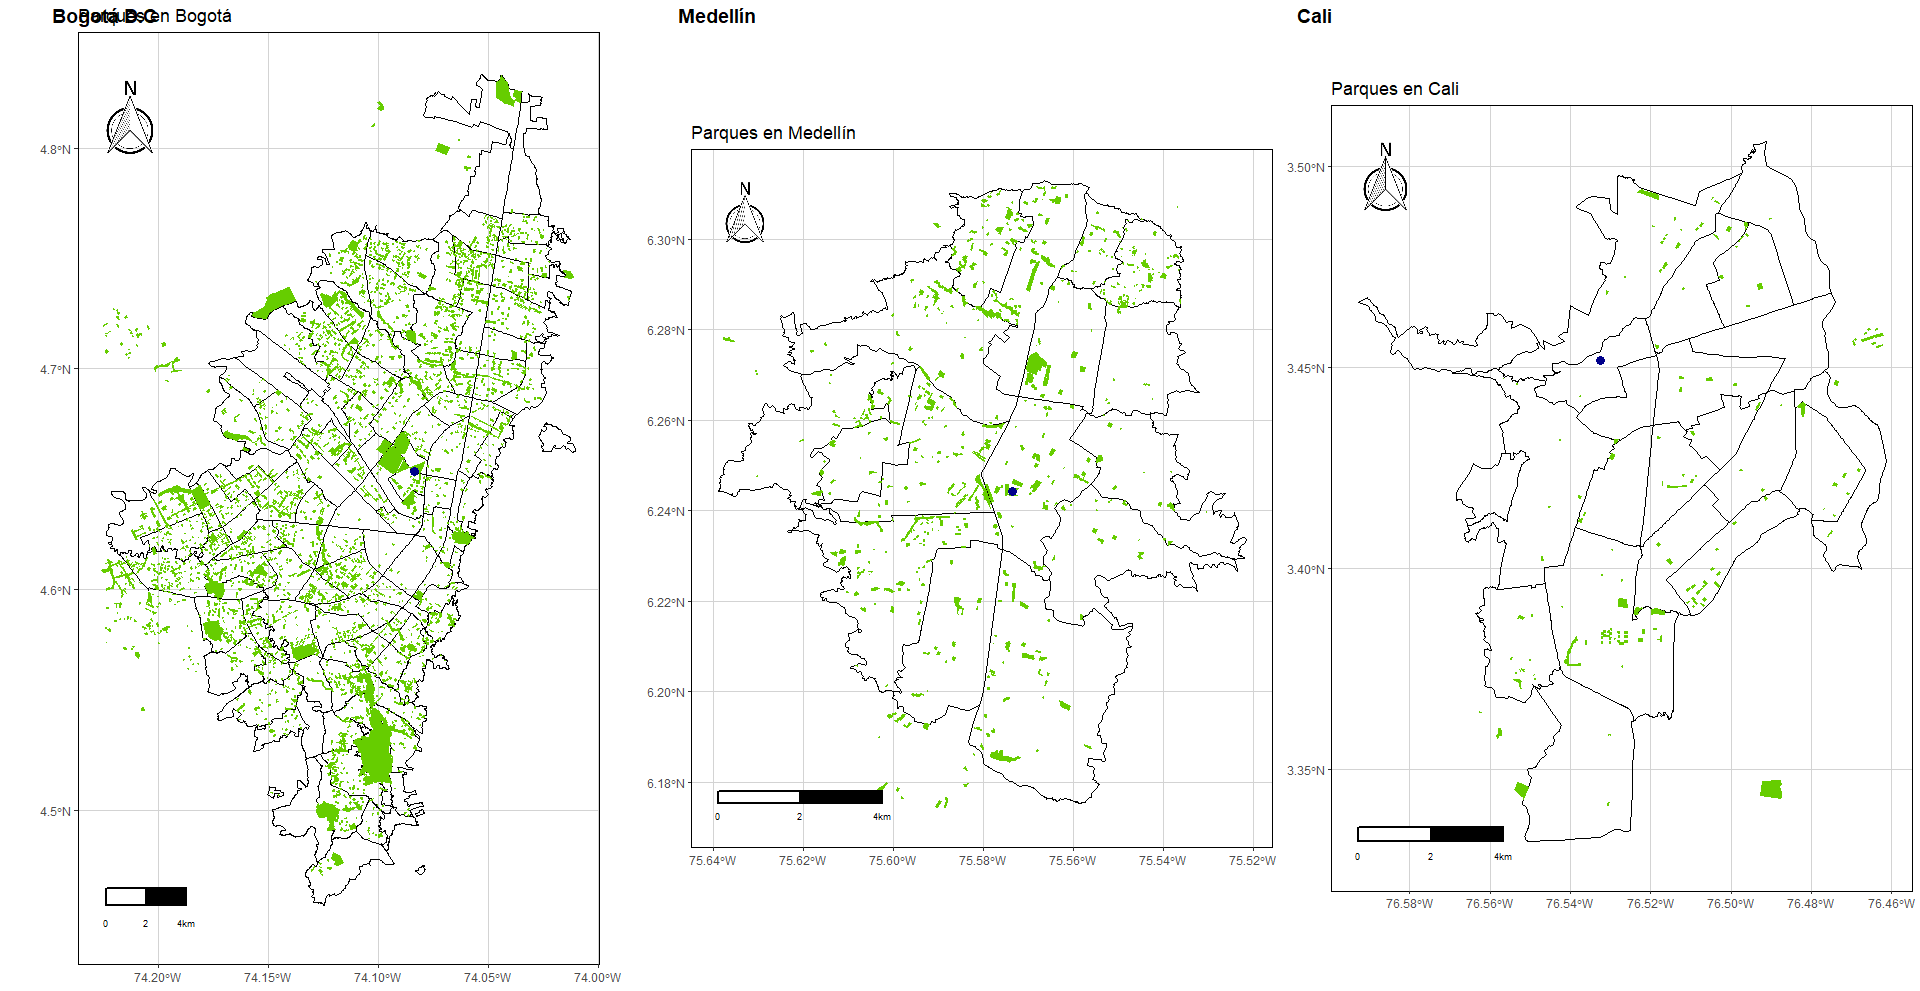 Bogotá D.C
Parques en Bogotá
N
4.8°N
4.7°N
4.6°N
4.5°N
0 2 4km
74.20°W 74.15°W 74.10°W 74.05°W 74.00°W
Medellín
Parques en Medellín
N
6.30°N
6.28°N
6.26°N
6.24°N
6.22°N
6.20°N
6.18°N
0 2 4km
75.64°W 75.62°W 75.60°W 75.58°W 75.56°W 75.54°W 75.52°W
Cali
Parques en Cali
N
3.50°N
3.45°N
3.40°N
3.35°N
0 2 4km
76.58°W 76.56°W 76.54°W 76.52°W 76.50°W 76.48°W 76.46°W